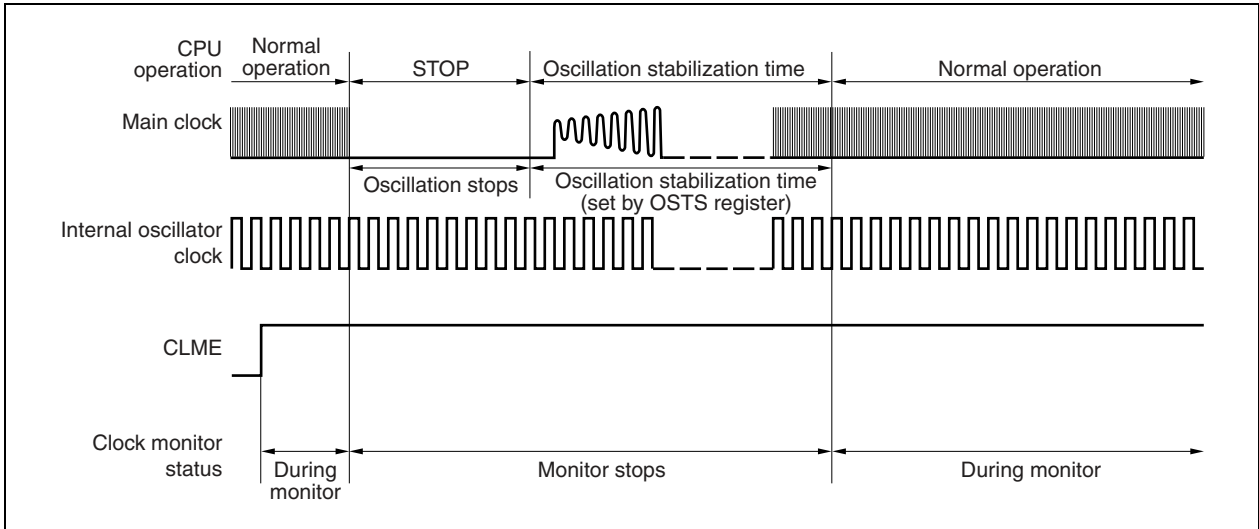 CPU
operation
Normal
operation
STOP
Oscillation stabilization time
Normal operation
Main clock
Oscillation stops
Oscillation stabilization time
(set by OSTS register)
Internal oscillator
clock
CLME
Clock monitor
status
During
monitor
Monitor stops
During monitor